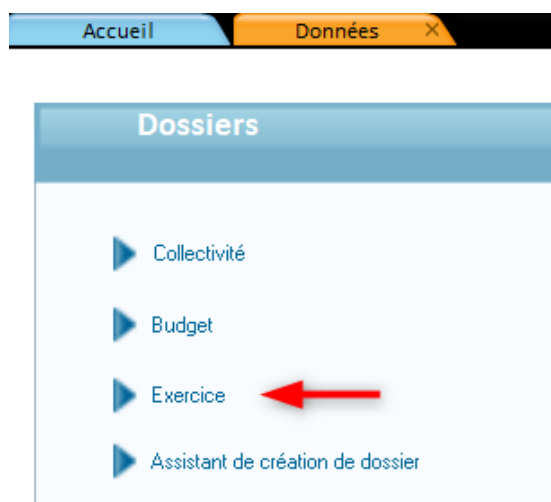 Accueil Données ×
Dossiers
Collectivité
Budget
Exercice
Assistant de création de dossier